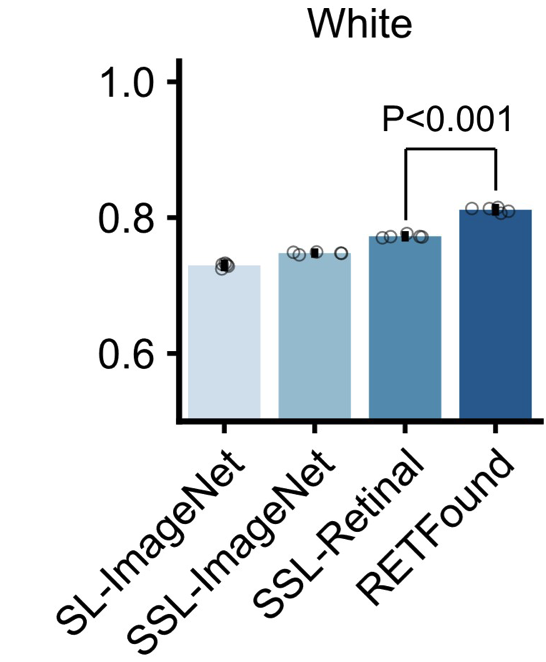 White
1.0
P<0.001
0.8
0.6
SL-ImageNet
SSL-ImageNet
SSL-Retinal
RETFound